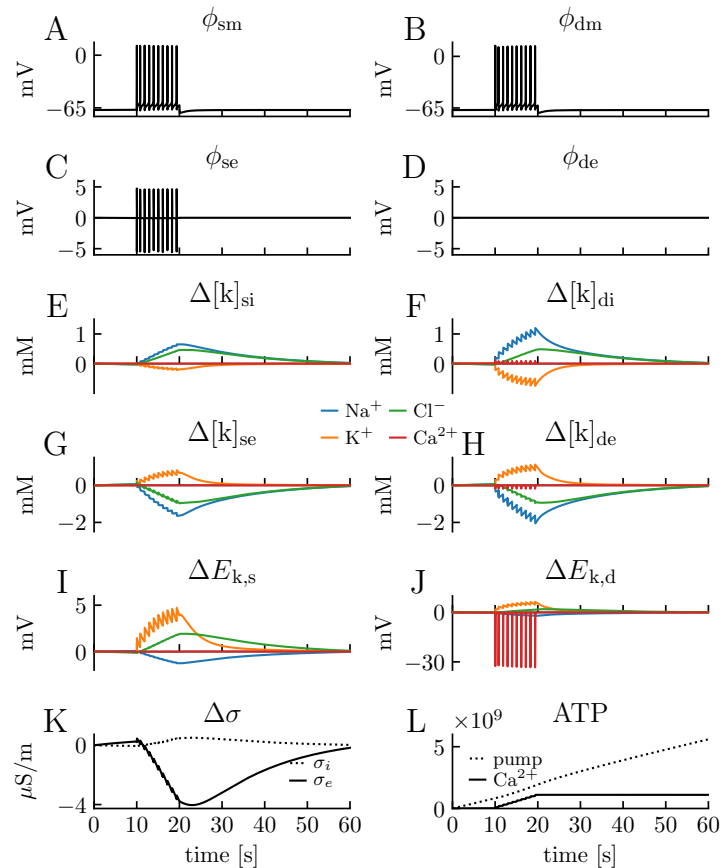 A ϕsm
mV
0
−65
B ϕdm
mV
0
−65
C ϕse
mV
5
0
−5
D ϕde
mV
5
0
−5
E Δ[k]si
mM
1
0
F Δ[k]di
mM
1
0
Na⁺ Cl⁻
K⁺ Ca²⁺
G Δ[k]se
mM
0
−2
H Δ[k]de
mM
0
−2
I ΔEk,s
mV
5
0
J ΔEk,d
mV
0
−30
K Δσ
μS/m
0
−4
σi
σe
0 10 20 30 40 50 60
time [s]
L ATP
×10⁹
5
0
pump
Ca²⁺
0 10 20 30 40 50 60
time [s]